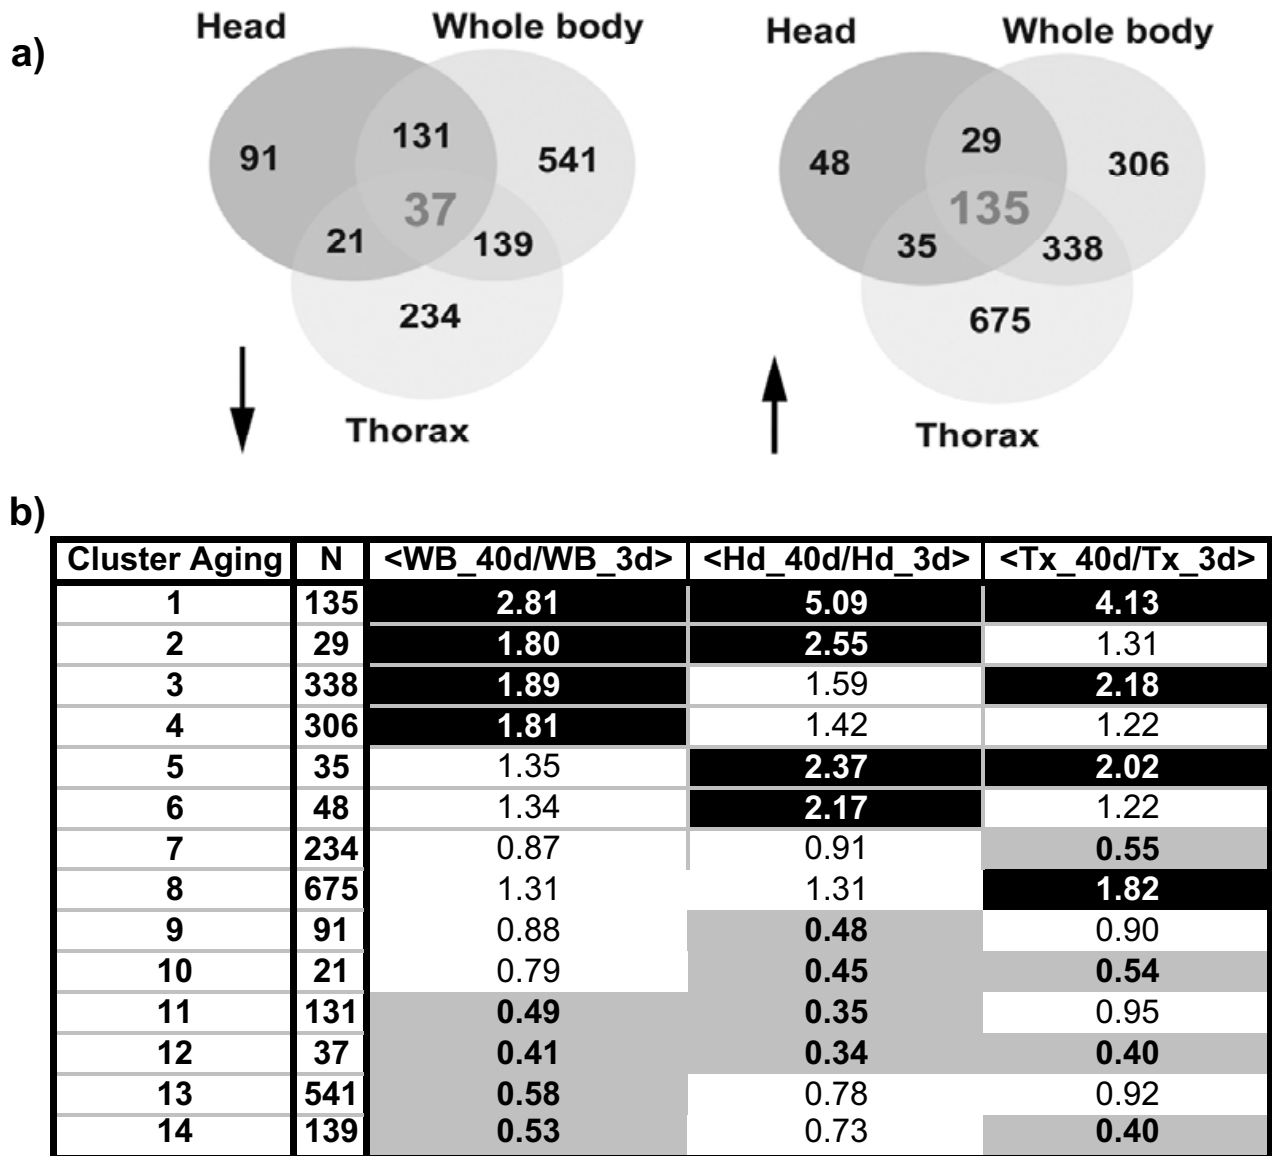 a)
Head Whole body
91 131 541
37
21 139
234
Thorax
Head Whole body
48 29 306
135
35 338
675
Thorax
b)
Cluster Aging N <WB_40d/WB_3d> <Hd_40d/Hd_3d> <Tx_40d/Tx_3d>
1 135 2.81 5.09 4.13
2 29 1.80 2.55 1.31
3 338 1.89 1.59 2.18
4 306 1.81 1.42 1.22
5 35 1.35 2.37 2.02
6 48 1.34 2.17 1.22
7 234 0.87 0.91 0.55
8 675 1.31 1.31 1.82
9 91 0.88 0.48 0.90
10 21 0.79 0.45 0.54
11 131 0.49 0.35 0.95
12 37 0.41 0.34 0.40
13 541 0.58 0.78 0.92
14 139 0.53 0.73 0.40